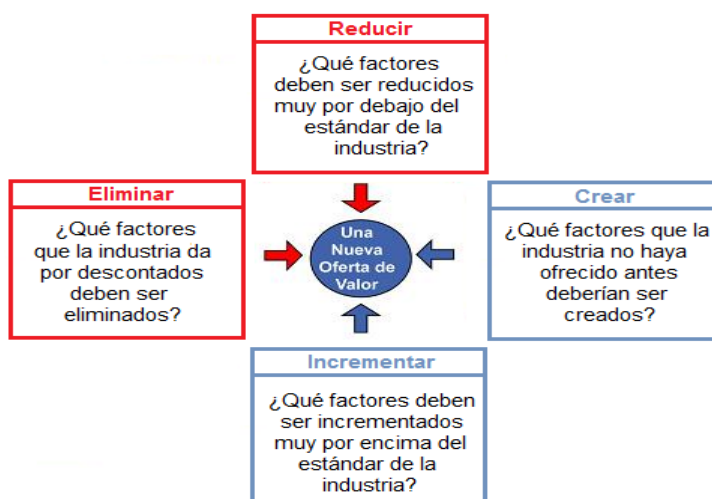 Reducir
¿Qué factores
deben ser reducidos
muy por debajo del
estándar de la
industria?
Eliminar
¿Qué factores
que la industria da
por descontados
deben ser
eliminados?
Una
Nueva
Oferta de
Valor
Crear
¿Qué factores que la
industria no haya
ofrecido antes
deberían ser
creados?
Incrementar
¿Qué factores deben
ser incrementados
muy por encima del
estándar de la
industria?